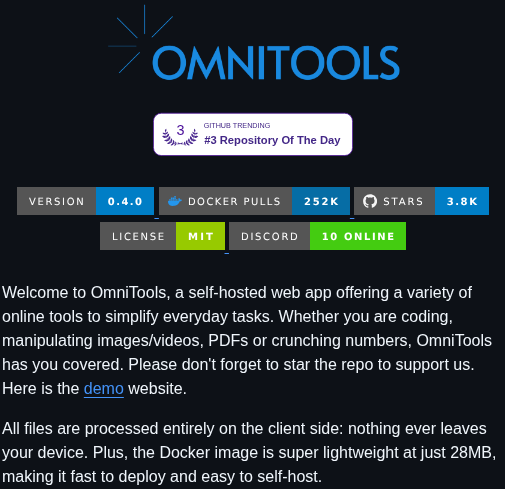 OMNITOOLS
3
GITHUB TRENDING
#3 Repository Of The Day
VERSION 0.4.0 DOCKER PULLS 252K STARS 3.8K
LICENSE MIT DISCORD 10 ONLINE
Welcome to OmniTools, a self-hosted web app offering a variety of
online tools to simplify everyday tasks. Whether you are coding,
manipulating images/videos, PDFs or crunching numbers, OmniTools
has you covered. Please don't forget to star the repo to support us.
Here is the demo website.
All files are processed entirely on the client side: nothing ever leaves
your device. Plus, the Docker image is super lightweight at just 28MB,
making it fast to deploy and easy to self-host.